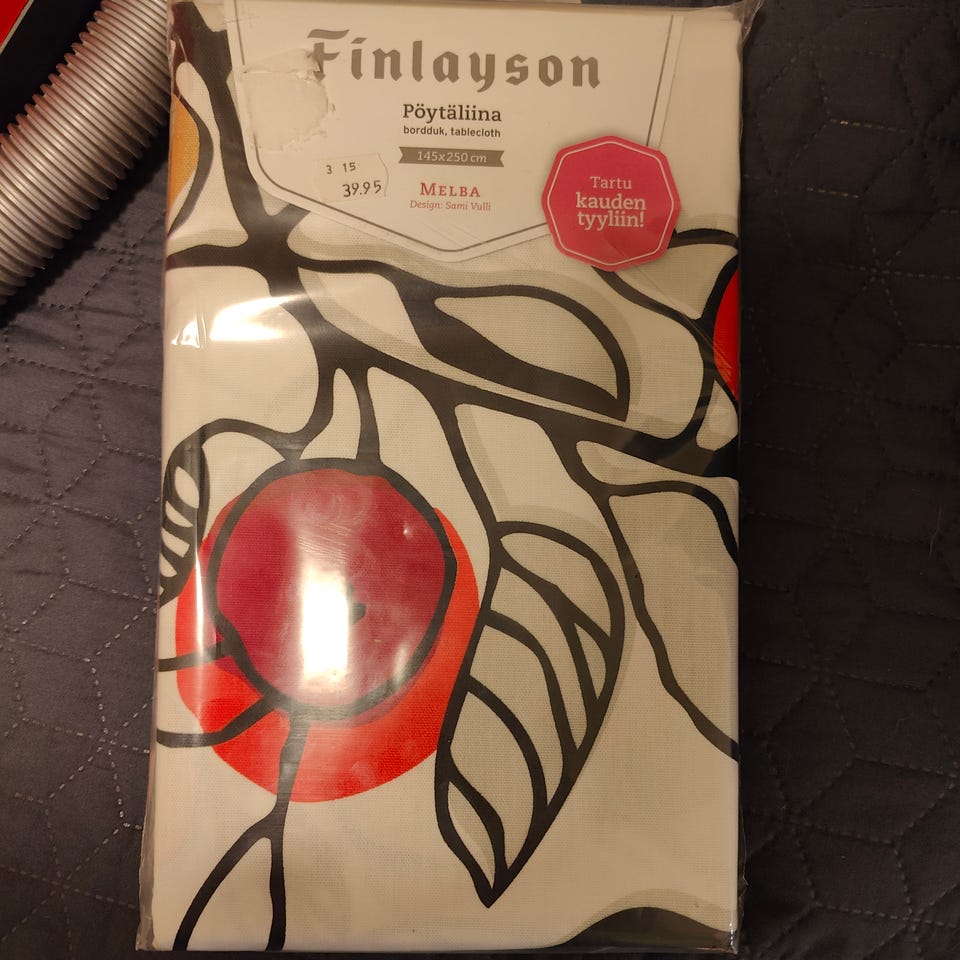 Finlayson
Pöytäliina
bordduk, tablecloth
145x250 cm
3 15
39.95
MELBA
Design: Sami Vulli
Tartu
kauden
tyyliin!